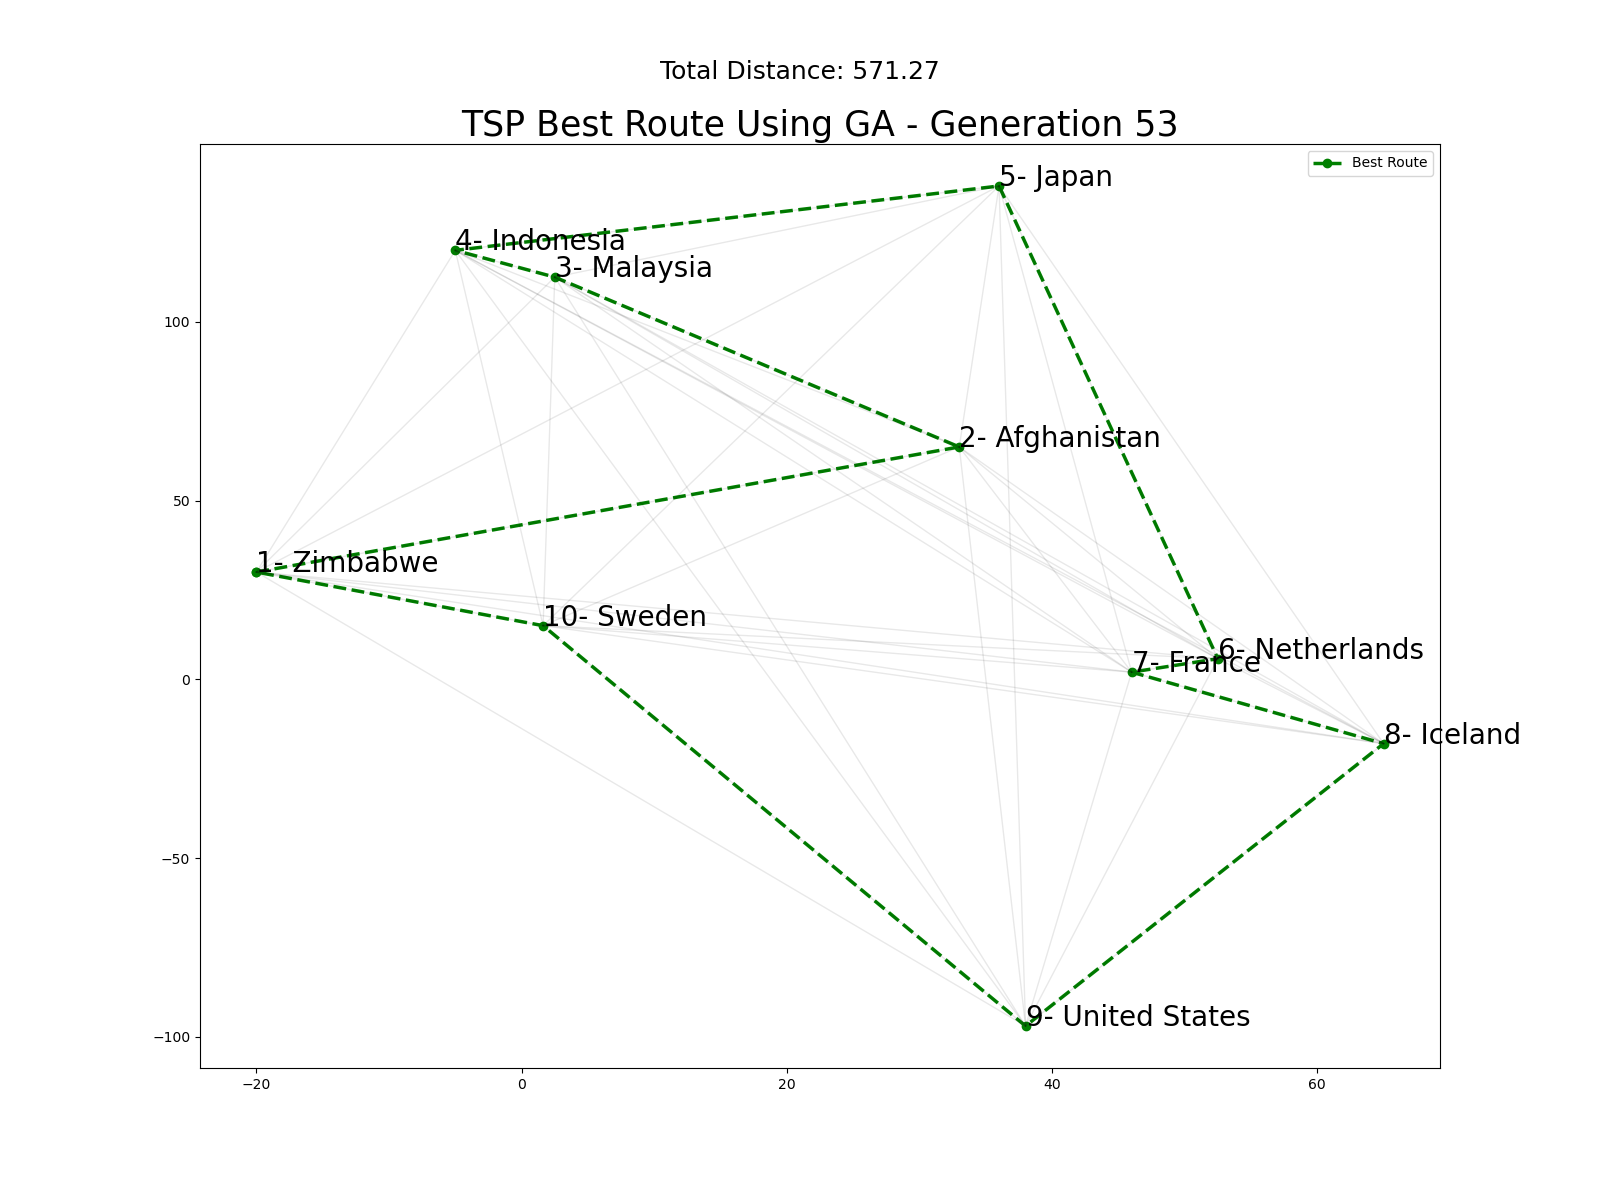 Total Distance: 571.27
TSP Best Route Using GA - Generation 53
Best Route
5- Japan
4- Indonesia
3- Malaysia
2- Afghanistan
1- Zimbabwe
10- Sweden
6- Netherlands
7- France
8- Iceland
9- United States
100
50
0
−50
−100
−20
0
20
40
60